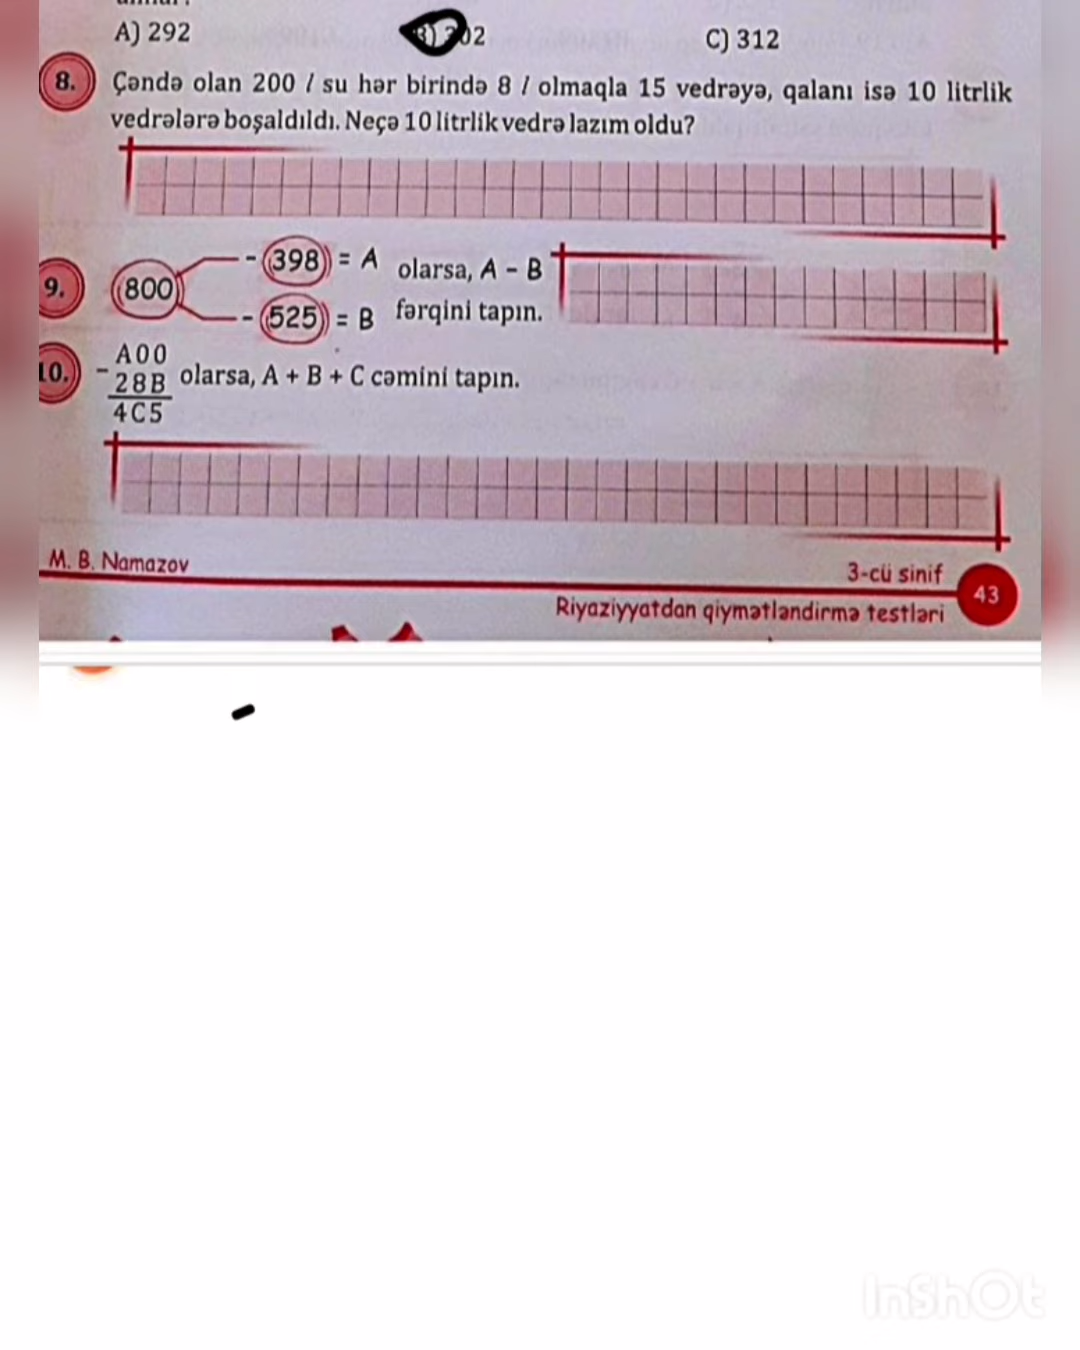 A) 292 B) 302 C) 312
8. Çəndə olan 200 l su hər birində 8 l olmaqla 15 vedrəyə, qalanı isə 10 litrlik
vedrələrə boşaldıldı. Neçə 10 litrlik vedrə lazım oldu?
9. 800 - 398 = A olarsa, A - B
- 525 = B fərqini tapın.
10. - A00
28B olarsa, A + B + C cəmini tapın.
4C5
M. B. Namazov
3-cü sinif
43
Riyaziyyatdan qiymətləndirmə testləri
InShOt